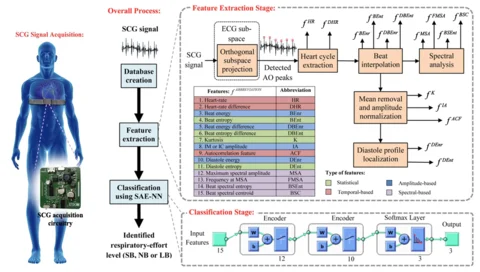 SCG Signal Acquisition:
SCG acquisition
circuitry
Overall Process:
SCG signal
Database
creation
Feature
extraction
Classification
using SAE-NN
Identified
respiratory-effort
level (SB, NB or LB)
Feature Extraction Stage:
SCG
signal
ECG sub-
space
Orthogonal
subspace
projection
Detected
AO peaks
Heart cycle
extraction
f^HR
f^DHR
Beat
interpolation
f^BEnr
f^BEnt
f^DBEnr
f^DBEnt
Spectral
analysis
f^MSA
f^FMSA
f^BSEnt
f^BSC
Mean removal
and amplitude
normalization
f^K
f^IA
f^ACF
Diastole profile
localization
f^DEnr
f^DEnt
Features: f^ABBREVIATION Abbreviation
1. Heart-rate HR
2. Heart-rate difference DHR
3. Beat energy BEnr
4. Beat entropy BEnt
5. Beat energy difference DBEnr
6. Beat entropy difference DBEnt
7. Kurtosis K
8. IM or IC amplitude IA
9. Autocorrelation feature ACF
10. Diastole energy DEnr
11. Diastole entropy DEnt
12. Maximum spectral amplitude MSA
13. Frequency at MSA FMSA
14. Beat spectral entropy BSEnt
15. Beat spectral centroid BSC
Type of features:
Statistical
Amplitude-based
Temporal-based
Spectral-based
Classification Stage:
Input
Features
15
Encoder
W
b
+
12
Encoder
W
b
+
10
Softmax Layer
W
b
+
3
Output
3